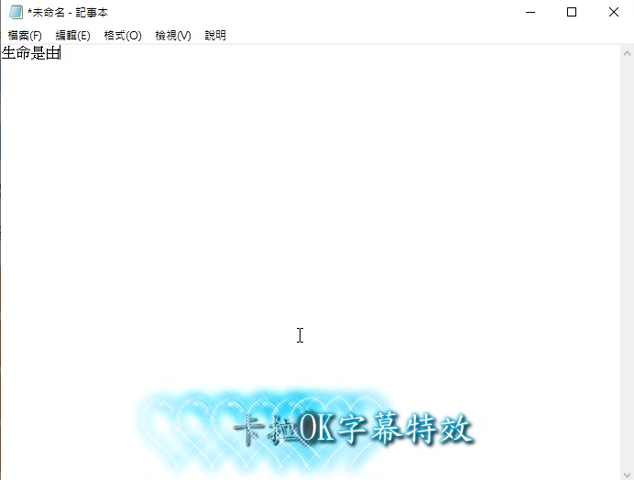 *未命名 - 記事本
檔案(F) 編輯(E) 格式(O) 檢視(V) 說明
生命是由
卡拉OK字幕特效